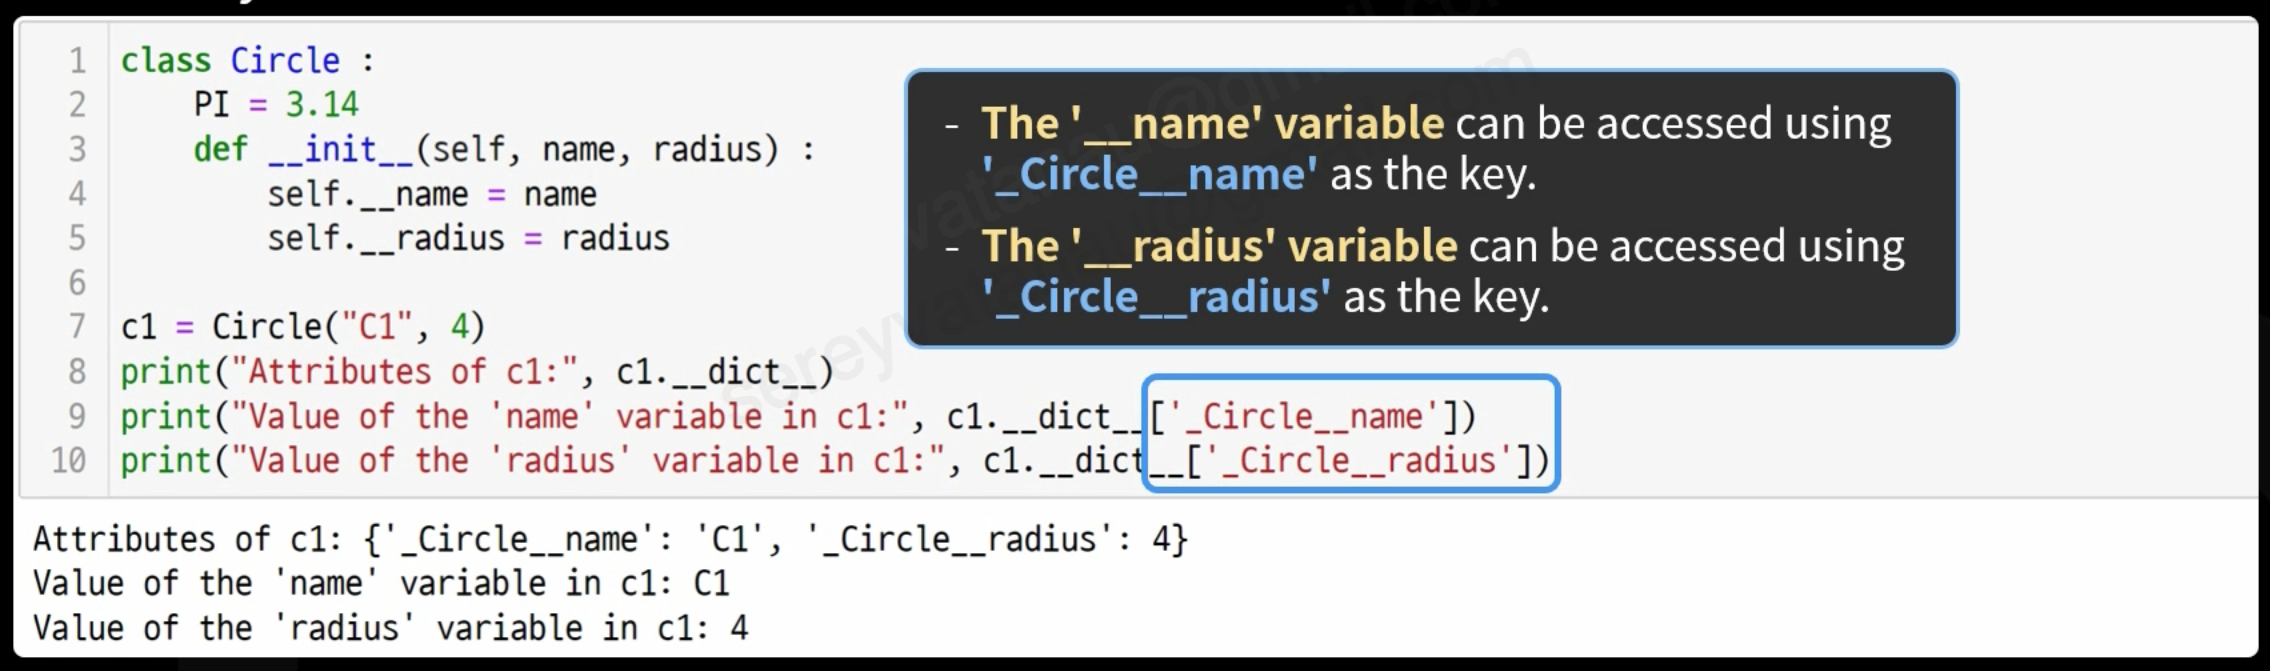 1 class Circle :
2     PI = 3.14
3     def __init__(self, name, radius) :
4         self.__name = name
5         self.__radius = radius
6
7 c1 = Circle("C1", 4)
8 print("Attributes of c1:", c1.__dict__)
9 print("Value of the 'name' variable in c1:", c1.__dict__['_Circle__name'])
10 print("Value of the 'radius' variable in c1:", c1.__dict__['_Circle__radius'])
- The '__name' variable can be accessed using
'_Circle__name' as the key.
- The '__radius' variable can be accessed using
'_Circle__radius' as the key.
Attributes of c1: {'_Circle__name': 'C1', '_Circle__radius': 4}
Value of the 'name' variable in c1: C1
Value of the 'radius' variable in c1: 4